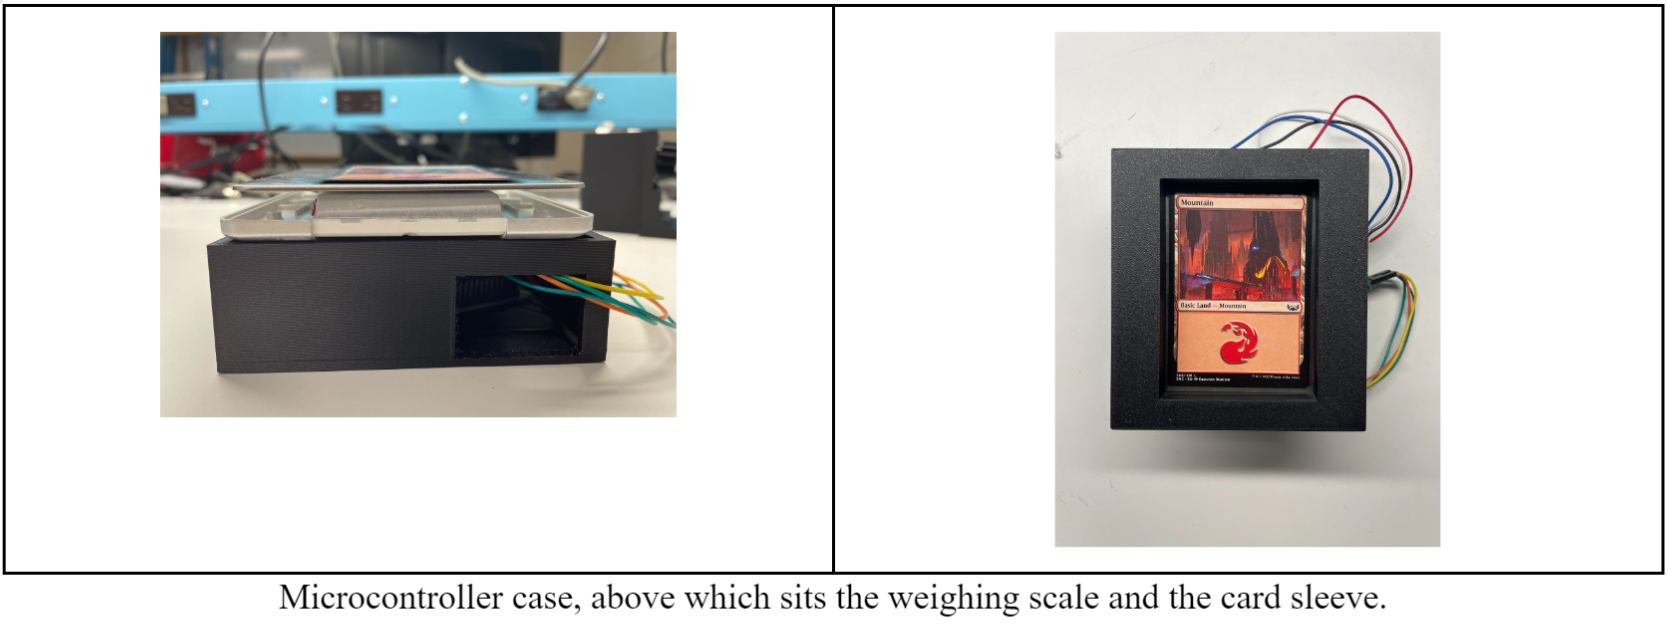 Mountain
Basic Land — Mountain
Microcontroller case, above which sits the weighing scale and the card sleeve.